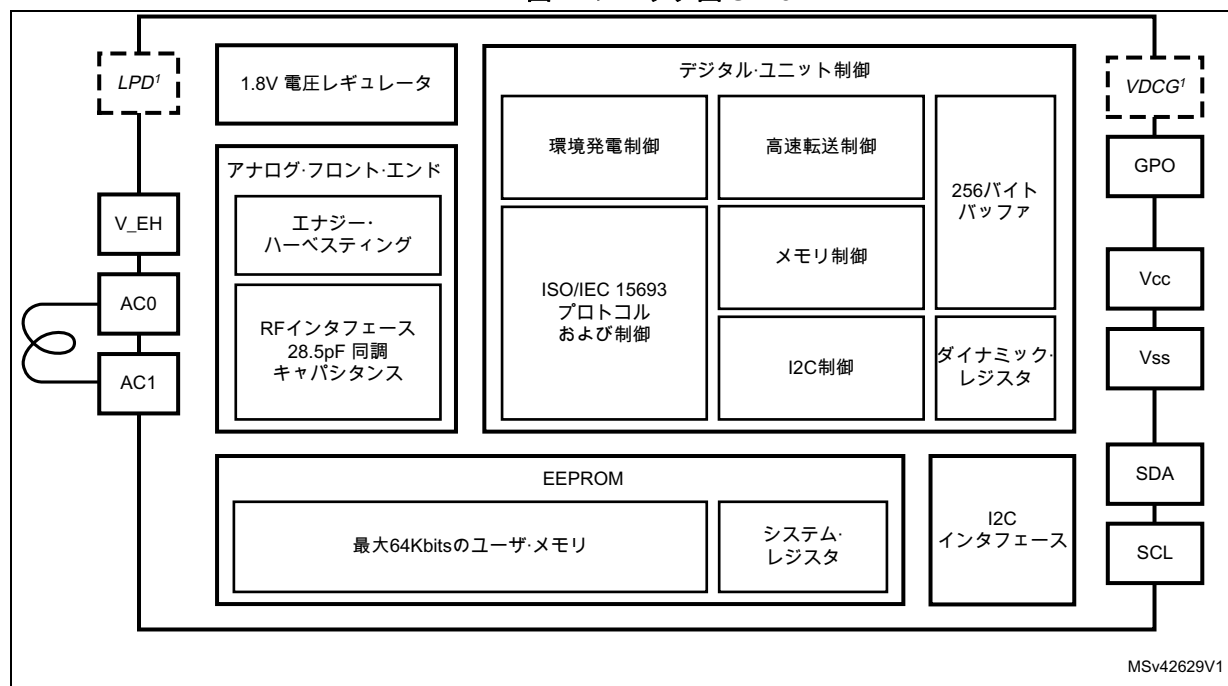 LPD¹
1.8V 電圧レギュレータ
デジタル·ユニット制御
VDCG¹
環境発電制御
高速転送制御
256バイト
バッファ
GPO
アナログ·フロント·エンド
エナジー·
ハーベスティング
V_EH
メモリ制御
Vcc
AC0
ISO/IEC 15693
プロトコル
および制御
RFインタフェース
28.5pF 同調
キャパシタンス
AC1
I2C制御
ダイナミック·
レジスタ
Vss
EEPROM
最大64Kbitsのユーザ·メモリ
システム·
レジスタ
I2C
インタフェース
SDA
SCL
MSv42629V1